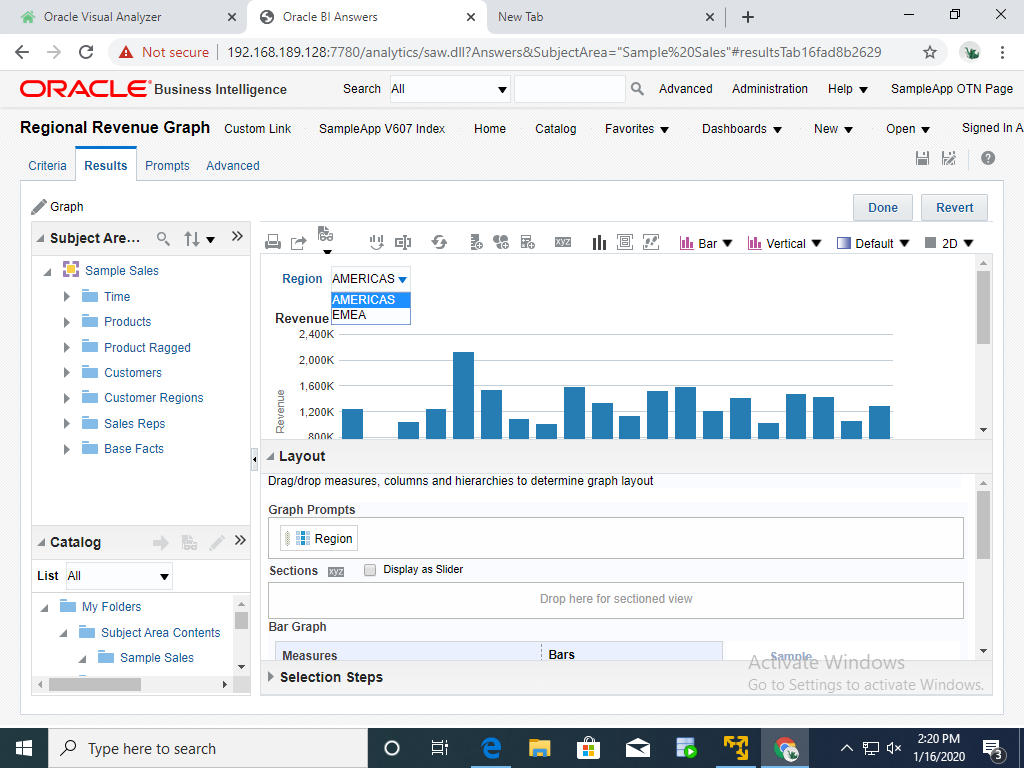 Oracle Visual Analyzer
Oracle BI Answers
New Tab
Not secure
192.168.189.128:7780/analytics/saw.dll?Answers&SubjectArea="Sample%20Sales"#resultsTab16fad8b2629
ORACLE Business Intelligence
Search
All
Advanced
Administration
Help
SampleApp OTN Page
Regional Revenue Graph
Custom Link
SampleApp V607 Index
Home
Catalog
Favorites
Dashboards
New
Open
Signed In A
Criteria
Results
Prompts
Advanced
Graph
Done
Revert
Subject Are...
Bar
Vertical
Default
2D
Sample Sales
Time
Products
Product Ragged
Customers
Customer Regions
Sales Reps
Base Facts
Region
AMERICAS
AMERICAS
EMEA
Revenue
2,400K
2,000K
1,600K
1,200K
800K
Revenue
Layout
Drag/drop measures, columns and hierarchies to determine graph layout
Graph Prompts
Region
Sections
xyz
Display as Slider
Drop here for sectioned view
Bar Graph
Measures
Bars
Sample
Catalog
List
All
My Folders
Subject Area Contents
Sample Sales
Selection Steps
Activate Windows
Go to Settings to activate Windows.
Type here to search
2:20 PM
1/16/2020
3